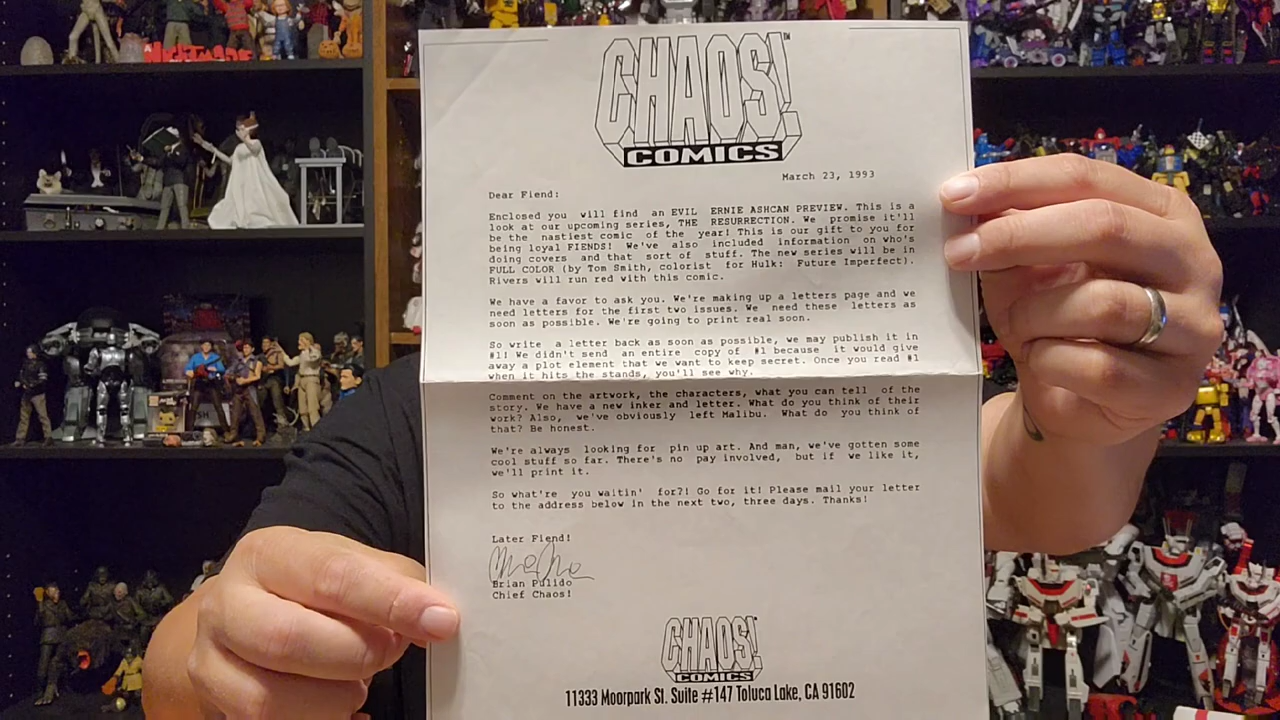 CHAOS!™
COMICS
March 23, 1993
Dear Fiend:
Enclosed you will find an EVIL ERNIE ASHCAN PREVIEW. This is a
look at our upcoming series, THE RESURRECTION. We promise it'll
be the nastiest comic of the year! This is our gift to you for
being loyal FIENDS! We've also included information on who's
doing covers and that sort of stuff. The new series will be in
FULL COLOR (by Tom Smith, colorist for Hulk: Future Imperfect).
Rivers will run red with this comic.
We have a favor to ask you. We're making up a letters page and we
need letters for the first two issues. We need these letters as
soon as possible. We're going to print real soon.
So write a letter back as soon as possible, we may publish it in
#1! We didn't send an entire copy of #1 because it would give
away a plot element that we want to keep secret. Once you read #1
when it hits the stands, you'll see why.
Comment on the artwork, the characters, what you can tell of the
story. We have a new inker and letter. What do you think of their
work? Also, we've obviously left Malibu. What do you think of
that? Be honest.
We're always looking for pin up art. And man, we've gotten some
cool stuff so far. There's no pay involved, but if we like it,
we'll print it.
So what're you waitin' for?! Go for it! Please mail your letter
to the address below in the next two, three days. Thanks!
Later Fiend!
Brian Pulido
Chief Chaos!
CHAOS!
COMICS
11333 Moorpark St. Suite #147 Toluca Lake, CA 91602
NIGHTMARE